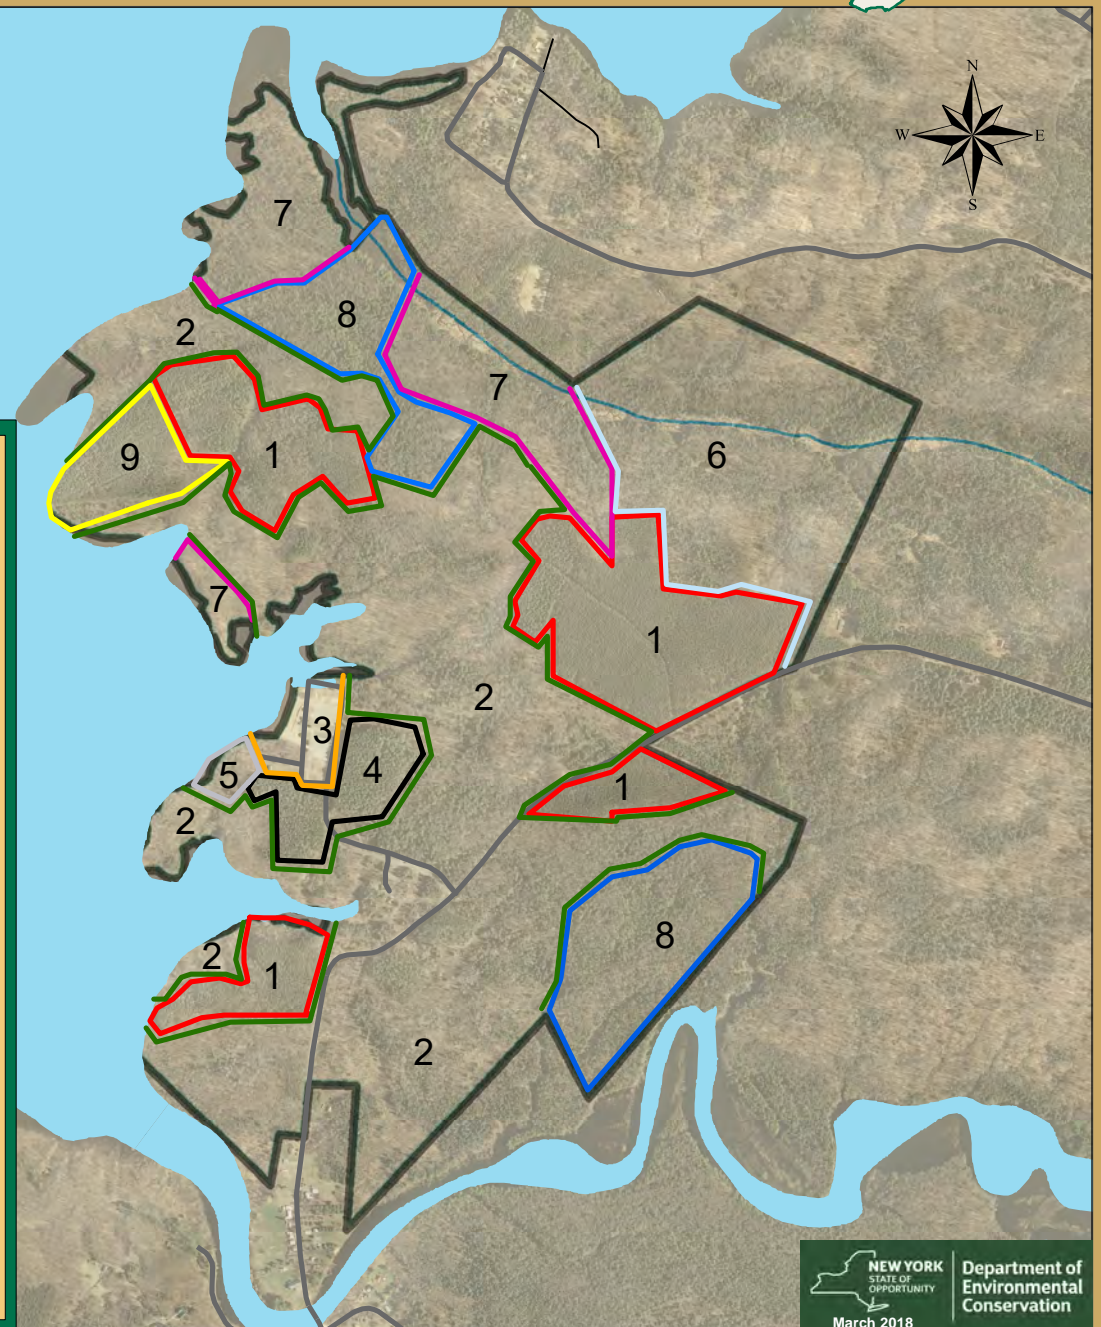 N
W E
S
7
8
2
7
9
1
6
7
1
2
3
4
5
2
1
8
2
1
2
NEW YORK
STATE OF
OPPORTUNITY
Department of
Environmental
Conservation
March 2018